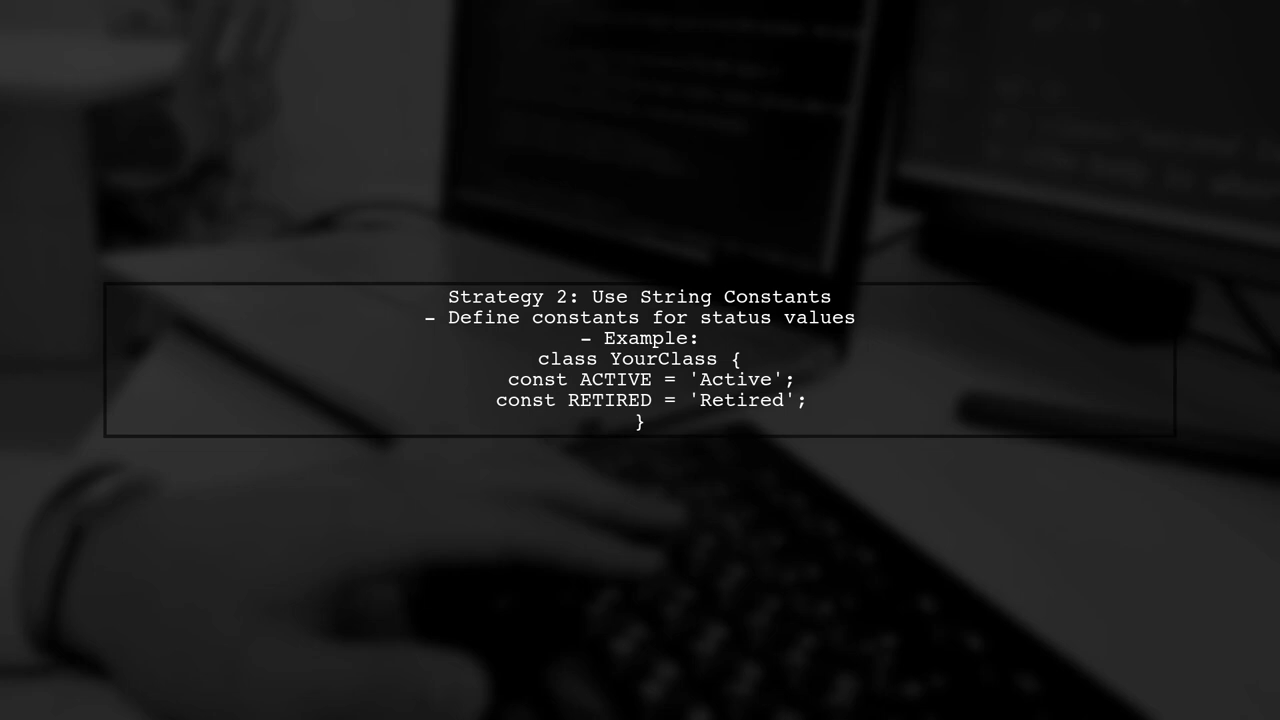 Strategy 2: Use String Constants
- Define constants for status values
- Example:
class YourClass {
const ACTIVE = 'Active';
const RETIRED = 'Retired';
}